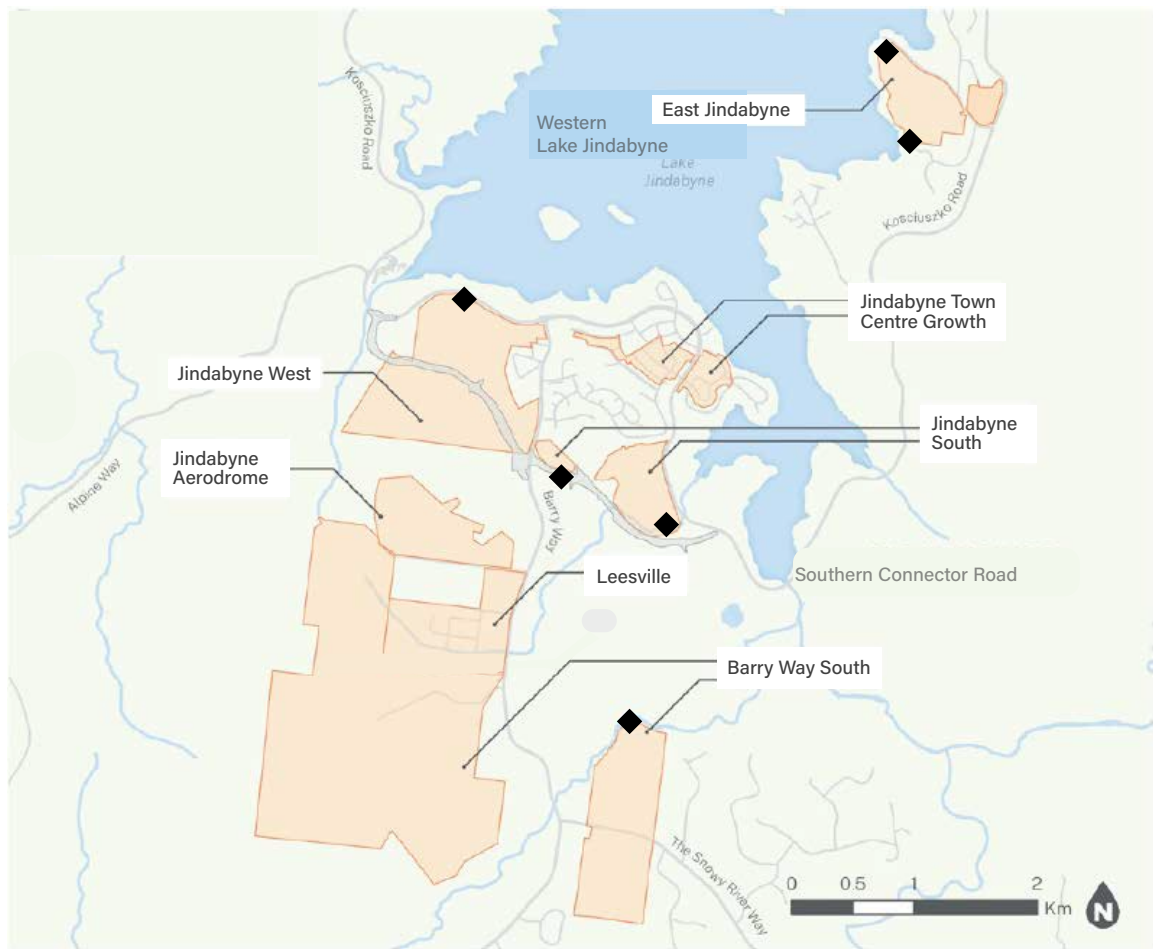 Kosciuszko Road
Western
Lake Jindabyne
East Jindabyne
Lake
Jindabyne
Kosciuszko Road
Jindabyne Town
Centre Growth
Jindabyne West
Jindabyne
South
Jindabyne
Aerodrome
Alpine Way
Barry Way
Leesville
Southern Connector Road
Barry Way South
The Snowy River Way
0 0.5 1 2
Km
N